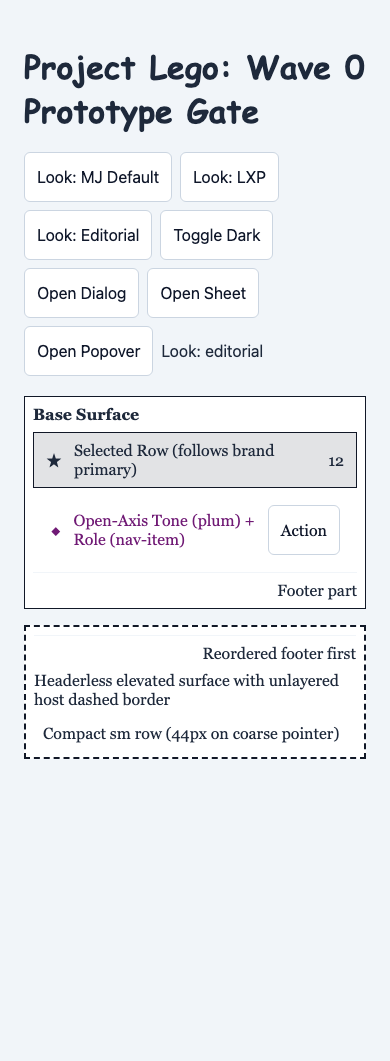 Project Lego: Wave 0
Prototype Gate
Look: MJ Default
Look: LXP
Look: Editorial
Toggle Dark
Open Dialog
Open Sheet
Open Popover
Look: editorial
Base Surface
Selected Row (follows brand
primary)
12
Open-Axis Tone (plum) +
Role (nav-item)
Action
Footer part
Reordered footer first
Headerless elevated surface with unlayered
host dashed border
Compact sm row (44px on coarse pointer)